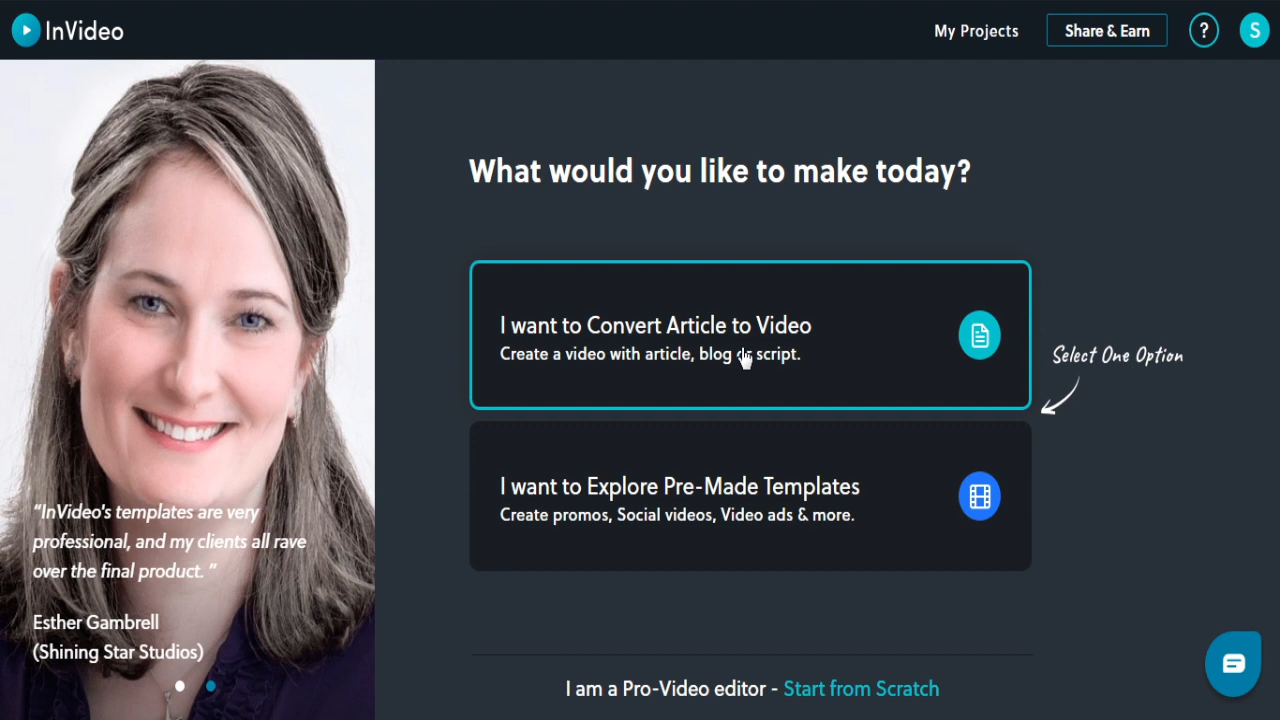 InVideo
My Projects
Share & Earn
?
S
What would you like to make today?
I want to Convert Article to Video
Create a video with article, blog or script.
Select One Option
I want to Explore Pre-Made Templates
Create promos, Social videos, Video ads & more.
“InVideo's templates are very
professional, and my clients all rave
over the final product. ”
Esther Gambrell
(Shining Star Studios)
I am a Pro-Video editor - Start from Scratch